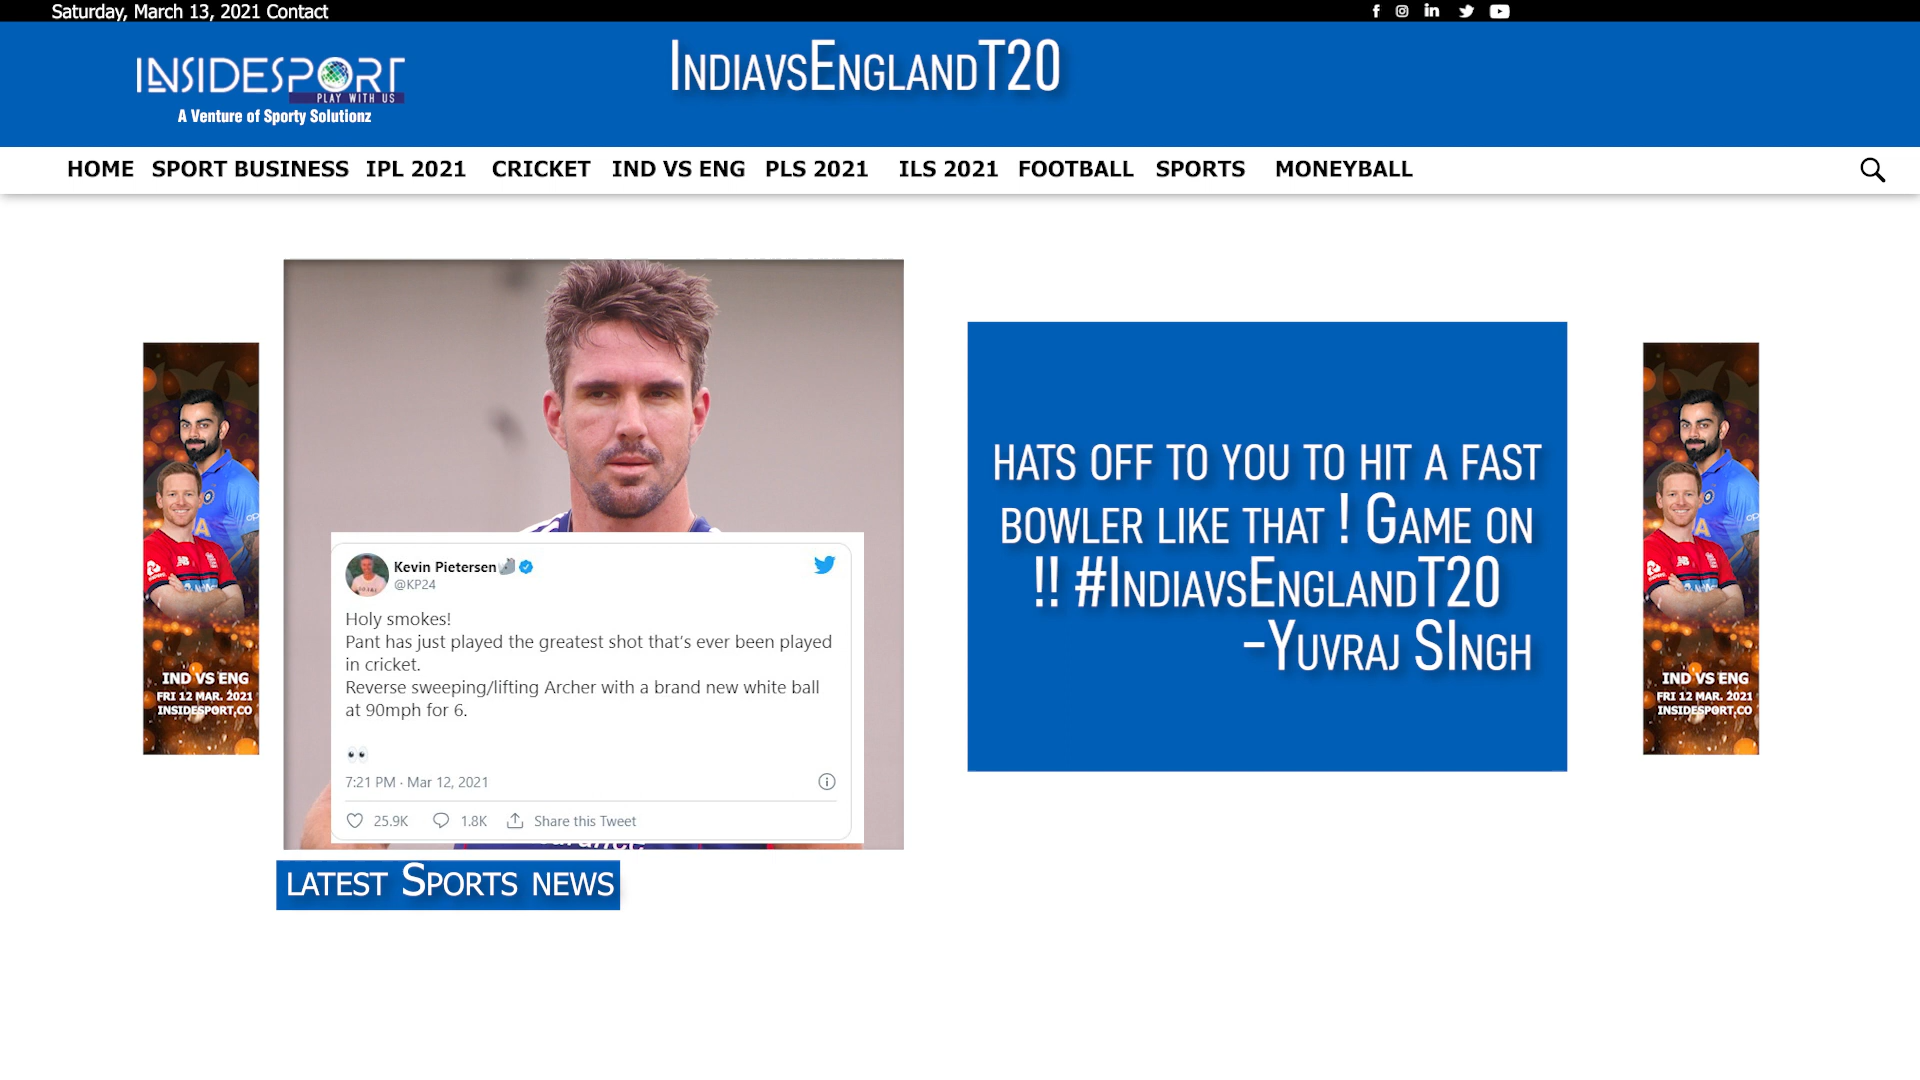 Saturday, March 13, 2021 Contact
INSIDESPORT
PLAY WITH US
A Venture of Sporty Solutionz
IndiavsEnglandT20
HOME SPORT BUSINESS IPL 2021 CRICKET IND VS ENG PLS 2021 ILS 2021 FOOTBALL SPORTS MONEYBALL
Kevin Pietersen
@KP24
Holy smokes!
Pant has just played the greatest shot that's ever been played
in cricket.
Reverse sweeping/lifting Archer with a brand new white ball
at 90mph for 6.
7:21 PM · Mar 12, 2021
25.9K 1.8K Share this Tweet
LATEST SPORTS NEWS
HATS OFF TO YOU TO HIT A FAST
BOWLER LIKE THAT ! GAME ON
!! #INDIAVSENGLANDT20
-YUVRAJ SINGH
IND VS ENG
FRI 12 MAR. 2021
INSIDESPORT.CO
IND VS ENG
FRI 12 MAR. 2021
INSIDESPORT.CO